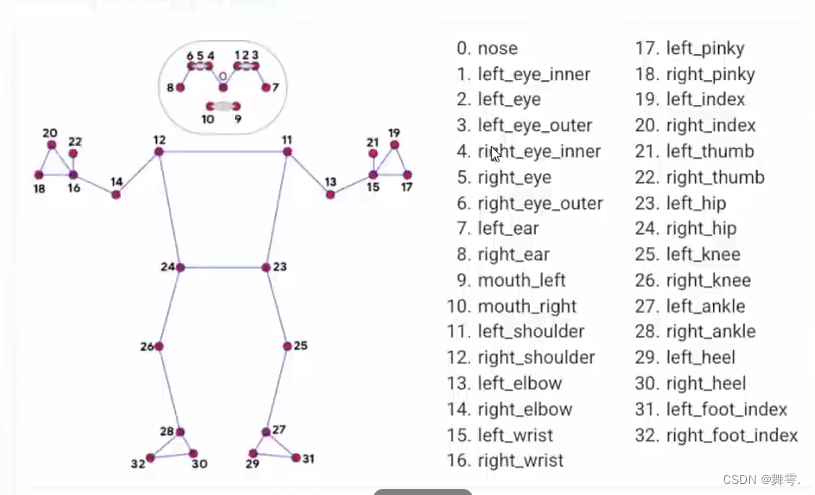 6 5 4 1 2 3
0
8 7
10 9
20 19
22 12 11 21
18 16 14 13 15 17
24 23
26 25
28 27
32 30 29 31
0. nose
1. left_eye_inner
2. left_eye
3. left_eye_outer
4. right_eye_inner
5. right_eye
6. right_eye_outer
7. left_ear
8. right_ear
9. mouth_left
10. mouth_right
11. left_shoulder
12. right_shoulder
13. left_elbow
14. right_elbow
15. left_wrist
16. right_wrist
17. left_pinky
18. right_pinky
19. left_index
20. right_index
21. left_thumb
22. right_thumb
23. left_hip
24. right_hip
25. left_knee
26. right_knee
27. left_ankle
28. right_ankle
29. left_heel
30. right_heel
31. left_foot_index
32. right_foot_index
CSDN @舞雩.